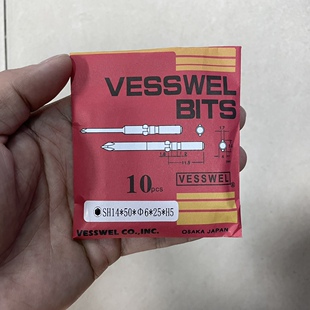 VESSWEL
BITS
10pcs
VESSWEL
SH14*50*Φ6*25*H5
VESSWEL CO.,INC.
OSAKA JAPAN